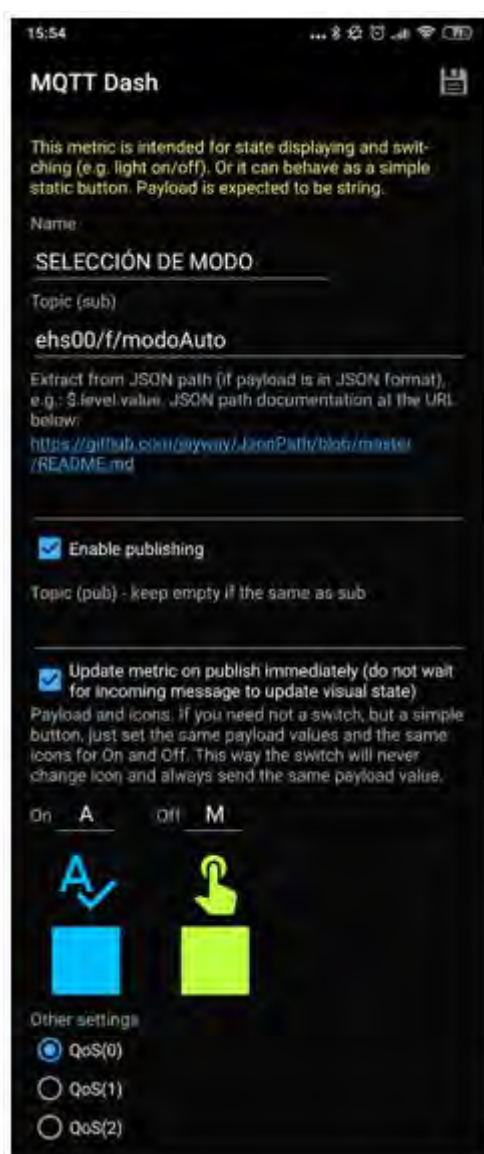 15:54
MQTT Dash
This metric is intended for state displaying and swit-
ching (e.g. light on/off). Or it can behave as a simple
static button. Payload is expected to be string.
Name
SELECCIÓN DE MODO
Topic (sub)
ehs00/f/modoAuto
Extract from JSON path (if payload is in JSON format),
e.g.: $.level.value. JSON path documentation at the URL
below:
https://github.com/jayway/JsonPath/blob/master
/README.md
Enable publishing
Topic (pub) - keep empty if the same as sub
Update metric on publish immediately (do not wait
for incoming message to update visual state)
Payload and icons. If you need not a switch, but a simple
button, just set the same payload values and the same
icons for On and Off. This way the switch will never
change icon and always send the same payload value.
On A Off M
A
Other settings
QoS(0)
QoS(1)
QoS(2)